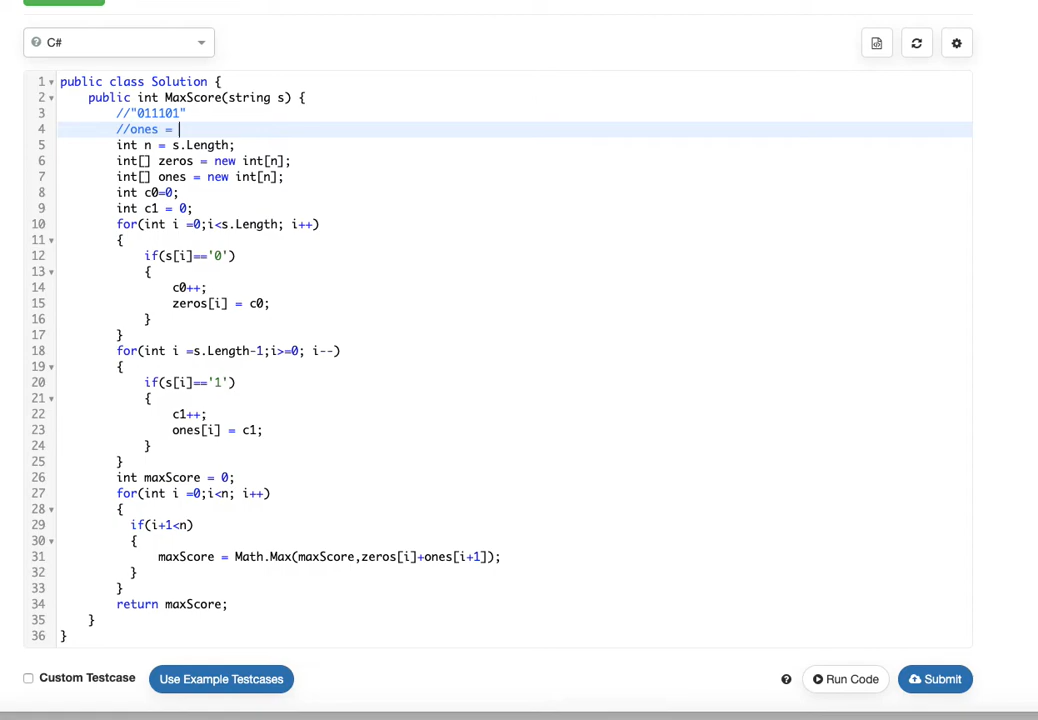 C#
1 public class Solution {
2 public int MaxScore(string s) {
3 //"011101"
4 //ones =
5 int n = s.Length;
6 int[] zeros = new int[n];
7 int[] ones = new int[n];
8 int c0=0;
9 int c1 = 0;
10 for(int i =0;i<s.Length; i++)
11 {
12 if(s[i]=='0')
13 {
14 c0++;
15 zeros[i] = c0;
16 }
17 }
18 for(int i =s.Length-1;i>=0; i--)
19 {
20 if(s[i]=='1')
21 {
22 c1++;
23 ones[i] = c1;
24 }
25 }
26 int maxScore = 0;
27 for(int i =0;i<n; i++)
28 {
29 if(i+1<n)
30 {
31 maxScore = Math.Max(maxScore,zeros[i]+ones[i+1]);
32 }
33 }
34 return maxScore;
35 }
36 }
Custom Testcase Use Example Testcases Run Code Submit